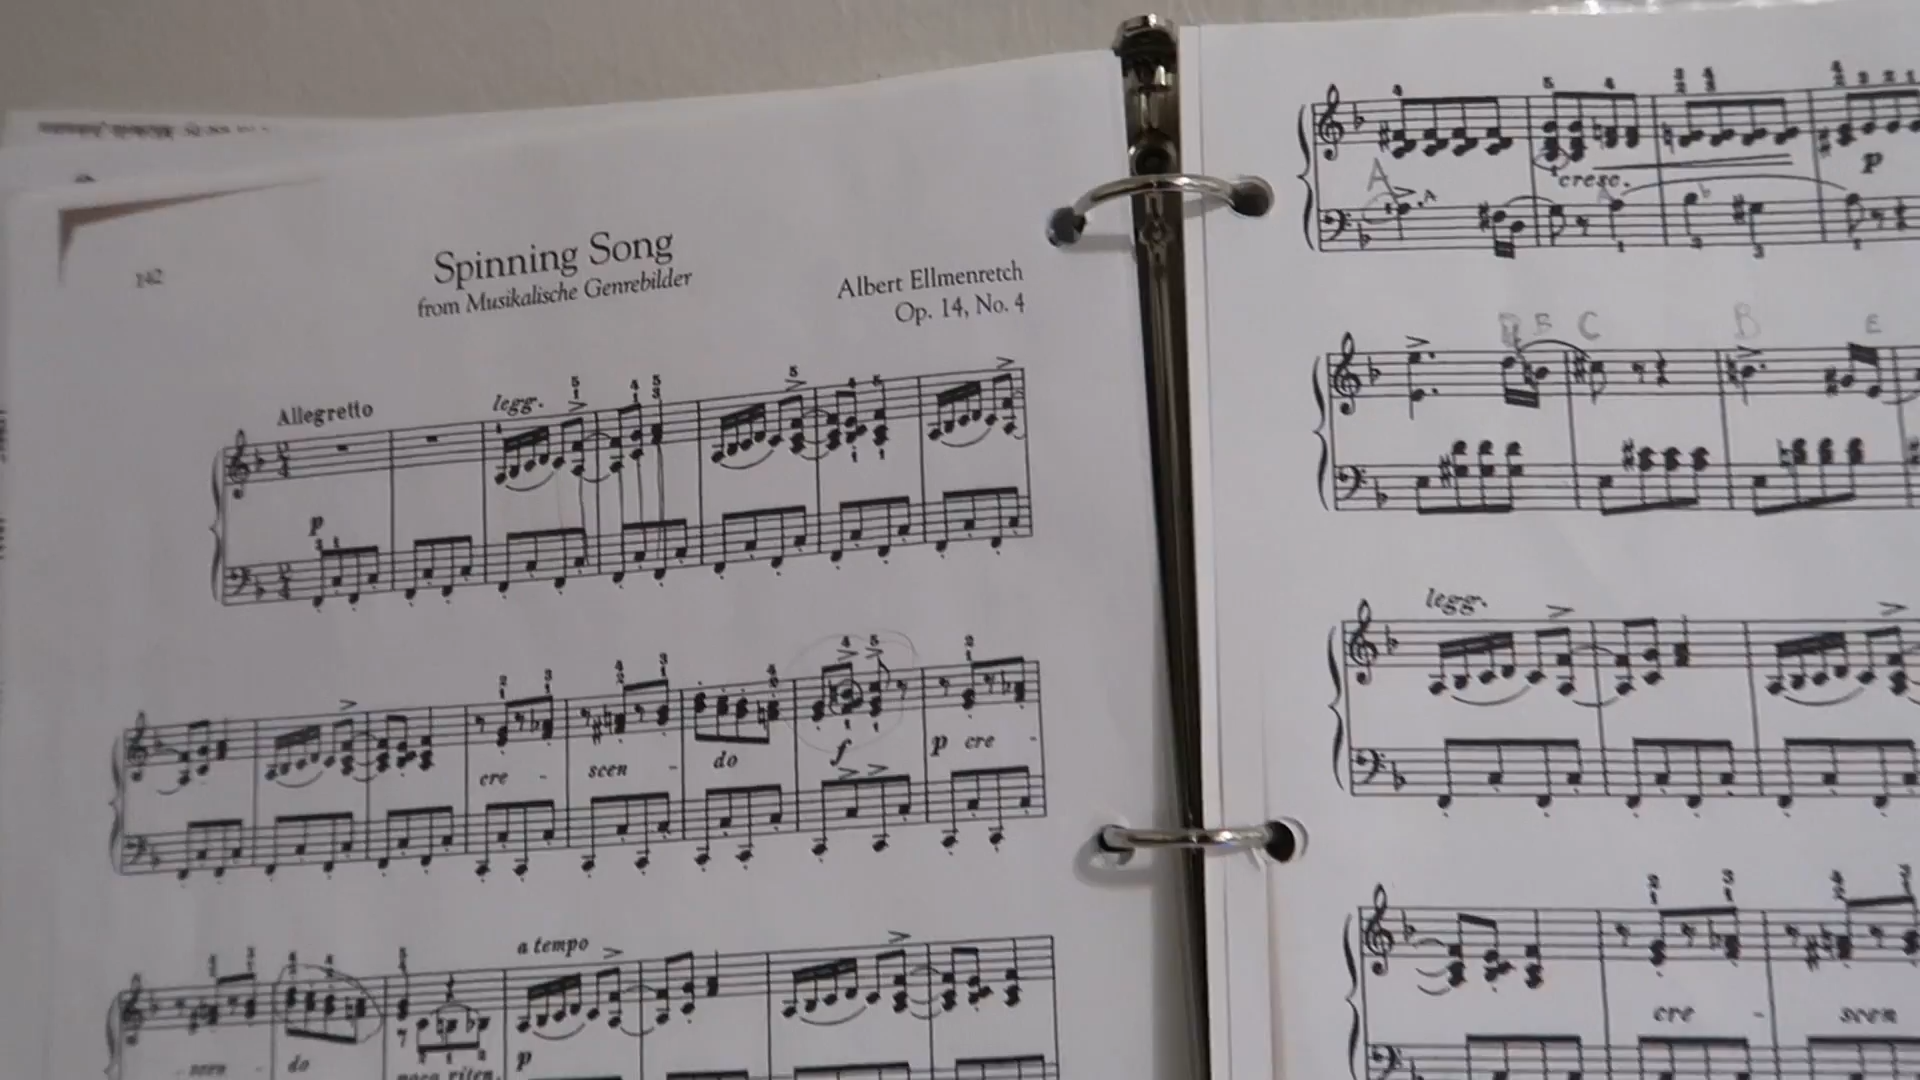 142
Spinning Song
from Musikalische Genrebilder
Albert Ellmenretch
Op. 14, No. 4
Allegretto
legg.
p
cre - scen - do
f
p cre -
a tempo
scen - do
poco riten.
p
A
cresc.
p
B C B E
legg.
cre - scen